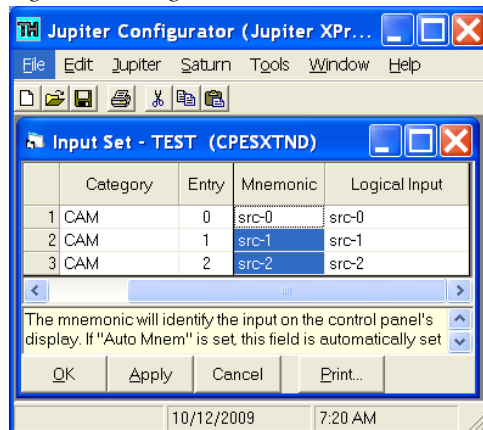 Jupiter Configurator (Jupiter XPr...
File Edit Jupiter Saturn Tools Window Help
Input Set - TEST (CPESXTND)
Category Entry Mnemonic Logical Input
1 CAM 0 src-0 src-0
2 CAM 1 src-1 src-1
3 CAM 2 src-2 src-2
The mnemonic will identify the input on the control panel's
display. If "Auto Mnem" is set, this field is automatically set
OK Apply Cancel Print...
10/12/2009 7:20 AM